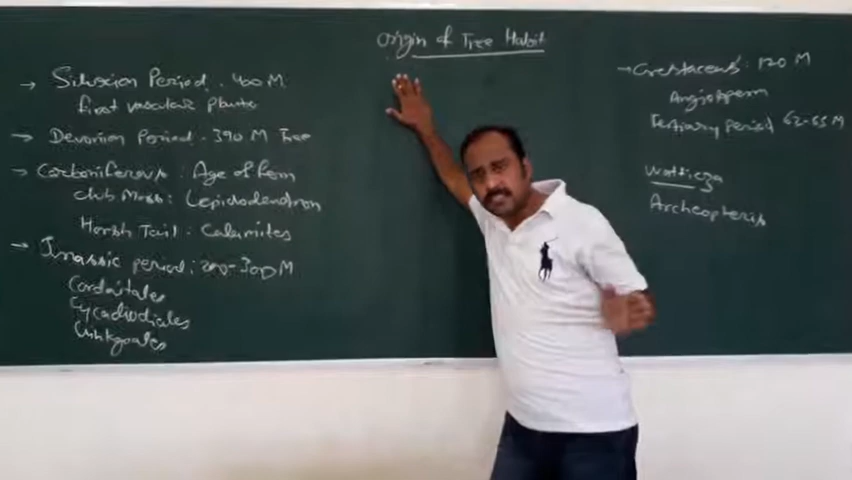 Origin of Tree Habit
→ Silurian Period . 400 M
first vascular plants
→ Devonian Period . 390 M Tree
→ Carboniferous : Age of fern
club Moss : Lepidodendron
Horsh Tail : Calamites
→ Jurassic period : 200-300 M
Cordaitales
Cycadiodiales
Ginkgoales
→ Cretaceous : 120 M
Angiosperm
Tertiary Period 62-65 M
Wattieza
Archeopteris